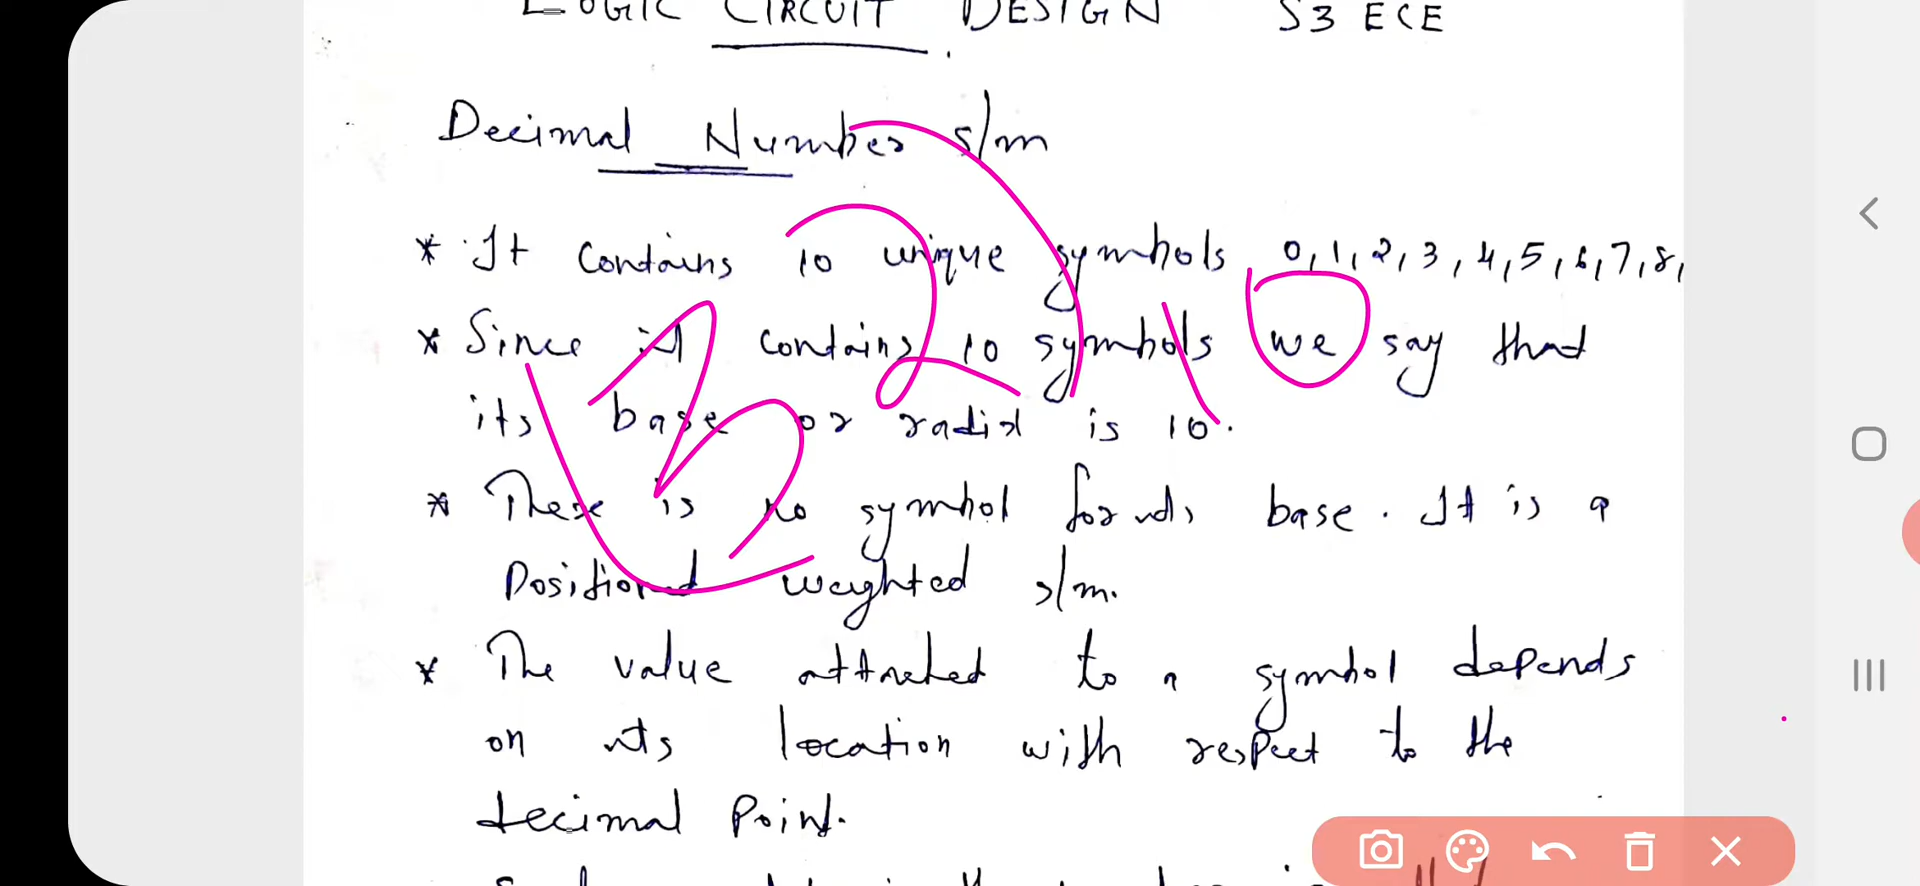 LOGIC CIRCUIT DESIGN S3 ECE
Decimal Number s/m
* It contains 10 unique symbols 0,1,2,3,4,5,6,7,8,
* Since it contains 10 symbols we say that
its base or radix is 10.
* There is no symbol for its base. It is a
Positional weighted s/m.
* The value attached to a symbol depends
on its location with respect to the
decimal Point.